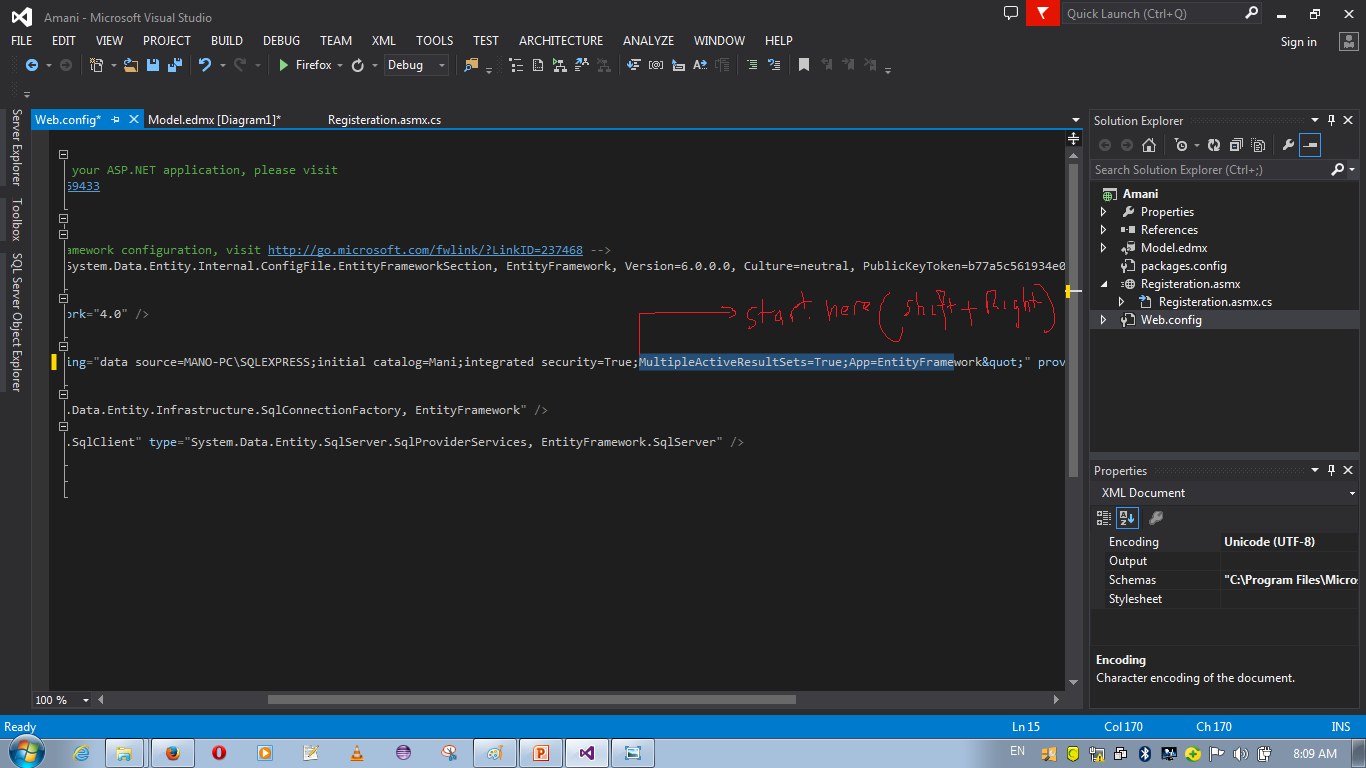 Amani - Microsoft Visual Studio
Quick Launch (Ctrl+Q)
FILE EDIT VIEW PROJECT BUILD DEBUG TEAM XML TOOLS TEST ARCHITECTURE ANALYZE WINDOW HELP
Sign in
Firefox Debug
Server Explorer
Toolbox
SQL Server Object Explorer
Web.config* Model.edmx [Diagram1]* Registeration.asmx.cs
your ASP.NET application, please visit
69433
amework configuration, visit http://go.microsoft.com/fwlink/?LinkID=237468 -->
System.Data.Entity.Internal.ConfigFile.EntityFrameworkSection, EntityFramework, Version=6.0.0.0, Culture=neutral, PublicKeyToken=b77a5c561934e0
ork="4.0" />
start here (shift+Right)
ing="data source=MANO-PC\SQLEXPRESS;initial catalog=Mani;integrated security=True;MultipleActiveResultSets=True;App=EntityFramework&quot;" prov
.Data.Entity.Infrastructure.SqlConnectionFactory, EntityFramework" />
.SqlClient" type="System.Data.Entity.SqlServer.SqlProviderServices, EntityFramework.SqlServer" />
100 %
Solution Explorer
Search Solution Explorer (Ctrl+;)
Amani
Properties
References
Model.edmx
packages.config
Registeration.asmx
Registeration.asmx.cs
Web.config
Properties
XML Document
Encoding Unicode (UTF-8)
Output
Schemas "C:\Program Files\Micros
Stylesheet
Encoding
Character encoding of the document.
Ready Ln 15 Col 170 Ch 170 INS
EN 8:09 AM